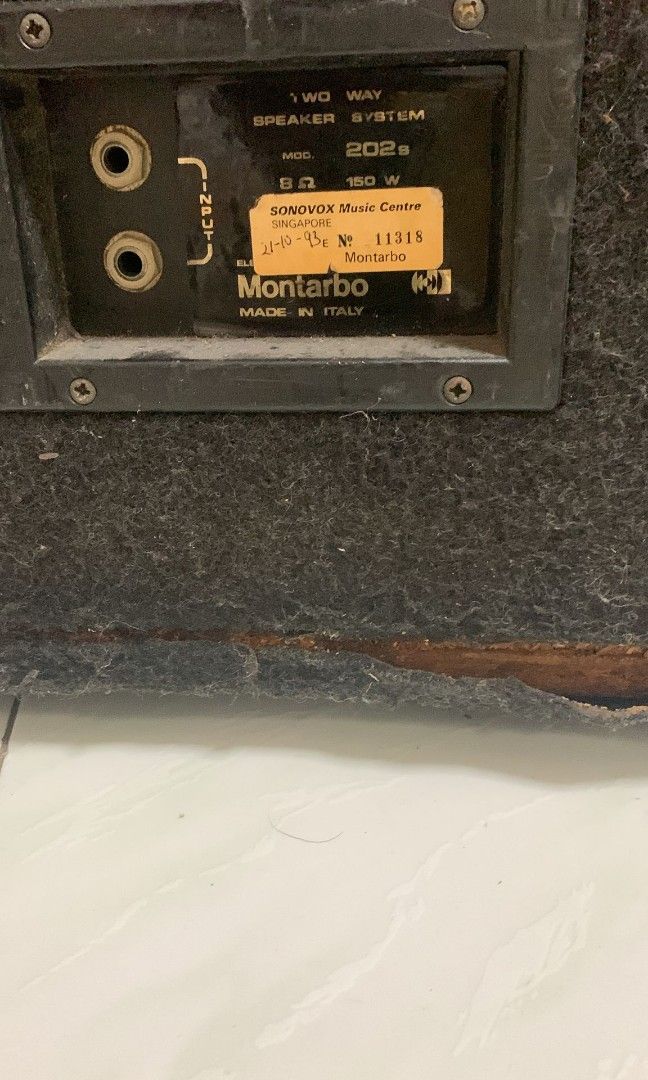 TWO WAY
SPEAKER SYSTEM
MOD. 202s
8Ω 150 W
INPUT
SONOVOX Music Centre
SINGAPORE
21-10-93 E Nº 11318
Montarbo
Montarbo
MADE IN ITALY